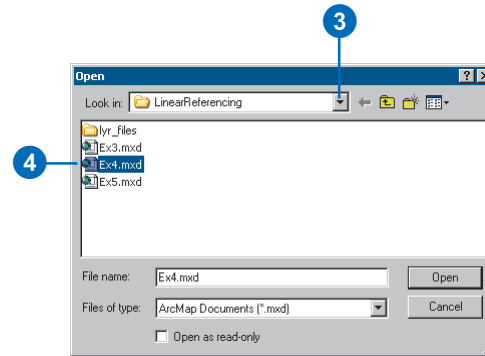 3
Open
Look in: LinearReferencing
lyr_files
Ex3.mxd
4
Ex4.mxd
Ex5.mxd
File name: Ex4.mxd Open
Files of type: ArcMap Documents (*.mxd) Cancel
Open as read-only